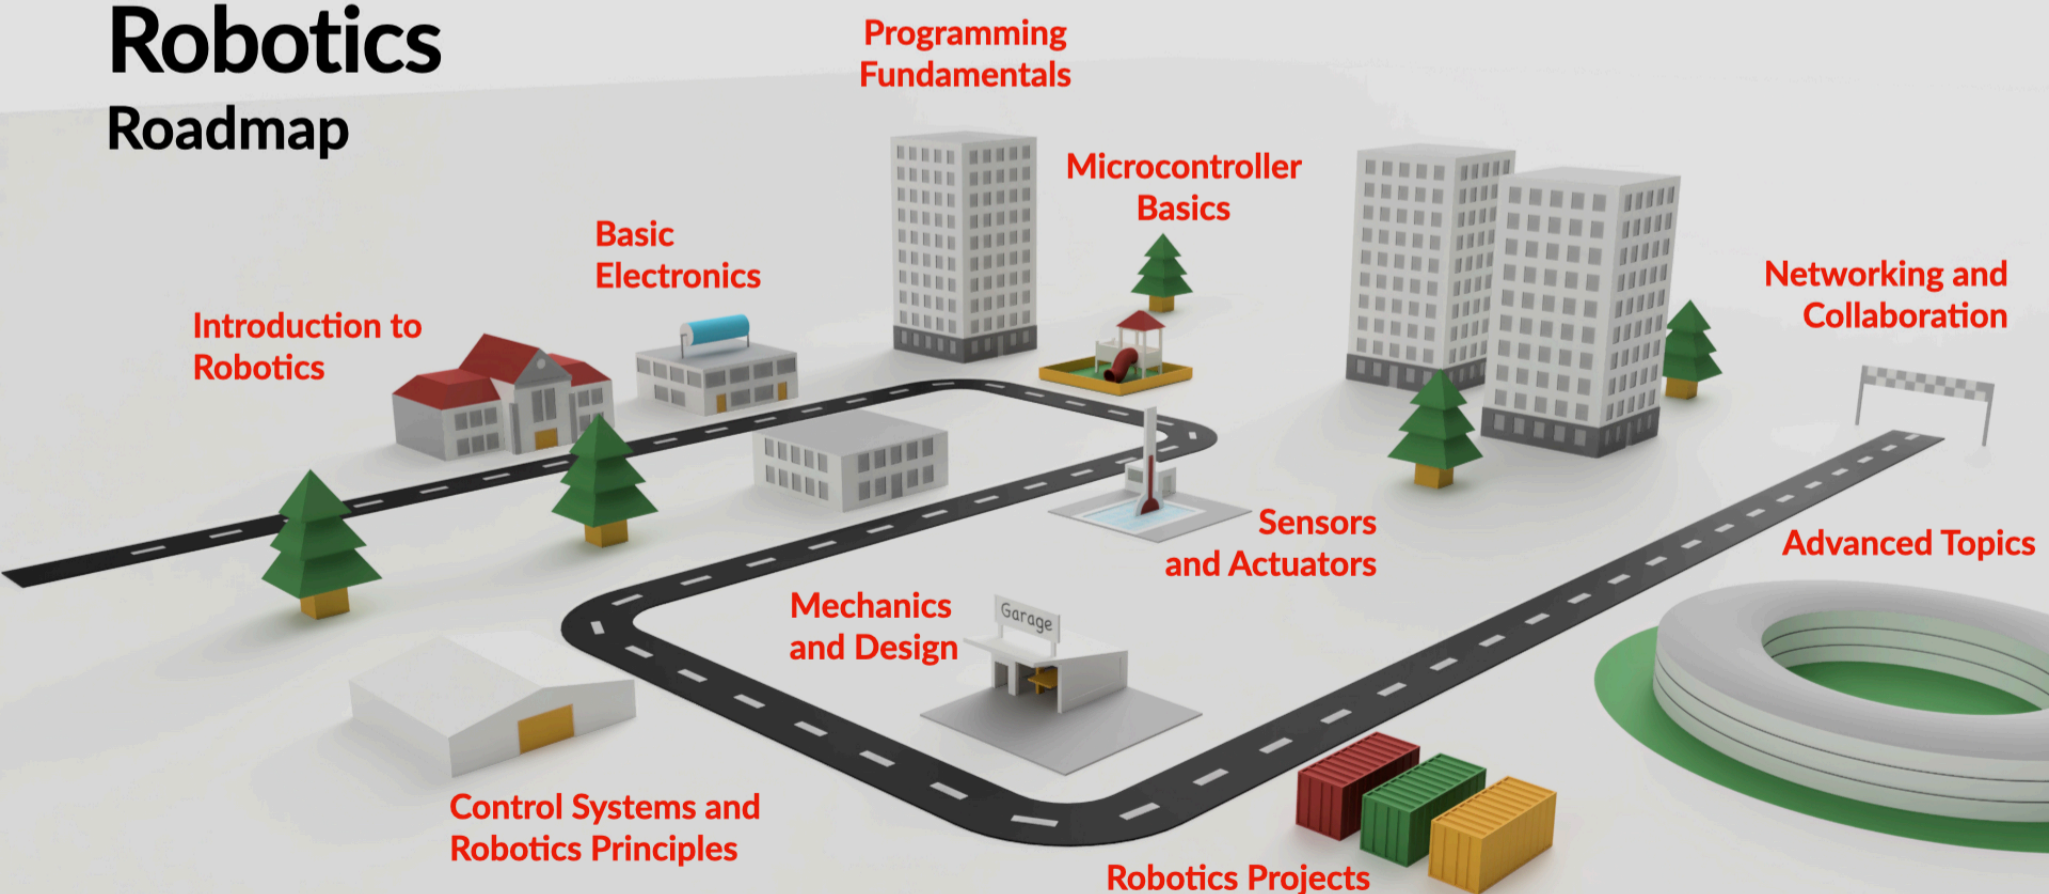 Robotics
Roadmap
Programming
Fundamentals
Microcontroller
Basics
Basic
Electronics
Networking and
Collaboration
Introduction to
Robotics
Sensors
and Actuators
Advanced Topics
Mechanics
and Design
Garage
Control Systems and
Robotics Principles
Robotics Projects